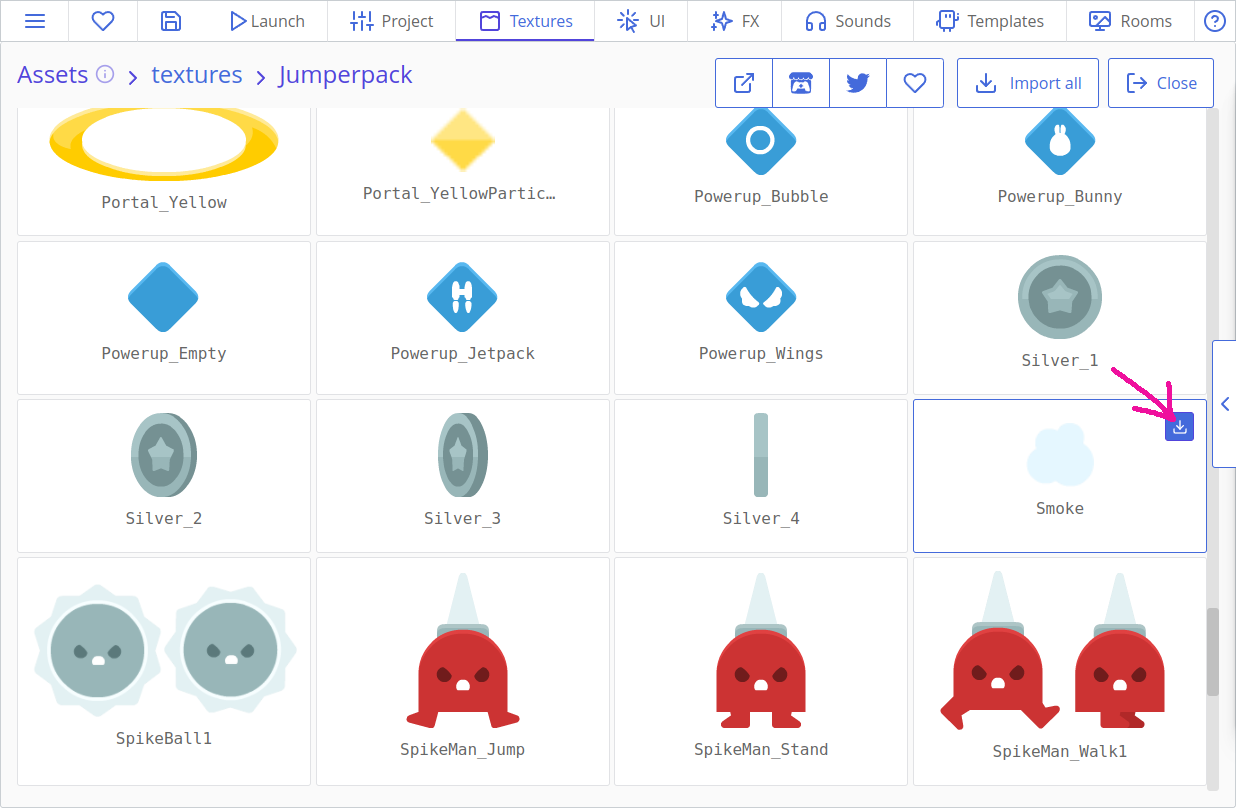 Launch Project Textures UI FX Sounds Templates Rooms
Assets textures Jumperpack Import all Close
Portal_Yellow Portal_YellowPartic… Powerup_Bubble Powerup_Bunny
Powerup_Empty Powerup_Jetpack Powerup_Wings Silver_1
Silver_2 Silver_3 Silver_4 Smoke
SpikeBall1 SpikeMan_Jump SpikeMan_Stand SpikeMan_Walk1